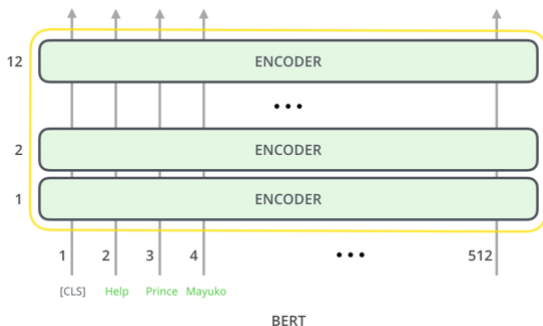 12 ENCODER
...
2 ENCODER
1 ENCODER
1 2 3 4 ... 512
[CLS] Help Prince Mayuko
BERT